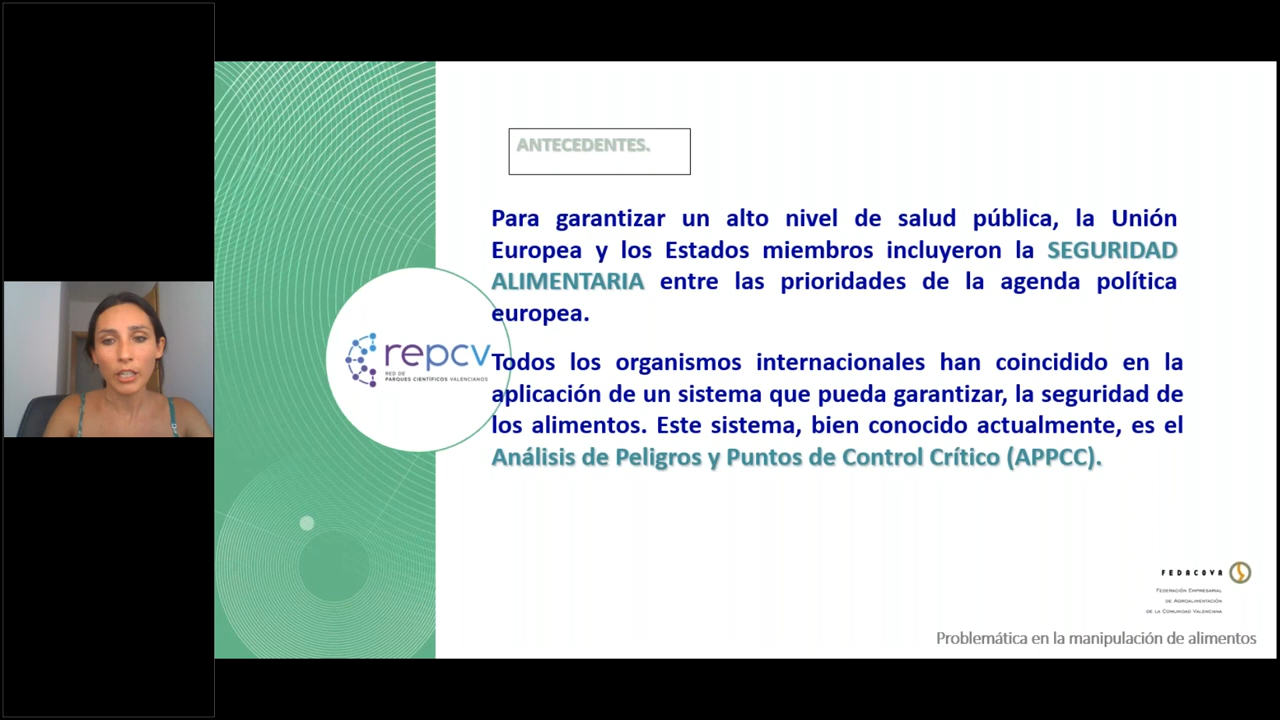 ANTECEDENTES.
Para garantizar un alto nivel de salud pública, la Unión
Europea y los Estados miembros incluyeron la SEGURIDAD
ALIMENTARIA entre las prioridades de la agenda política
europea.
repcv
RED DE
PARQUES CIENTÍFICOS VALENCIANOS
Todos los organismos internacionales han coincidido en la
aplicación de un sistema que pueda garantizar, la seguridad de
los alimentos. Este sistema, bien conocido actualmente, es el
Análisis de Peligros y Puntos de Control Crítico (APPCC).
FEDACOVA
FEDERACIÓN EMPRESARIAL
DE AGROALIMENTACIÓN
DE LA COMUNIDAD VALENCIANA
Problemática en la manipulación de alimentos